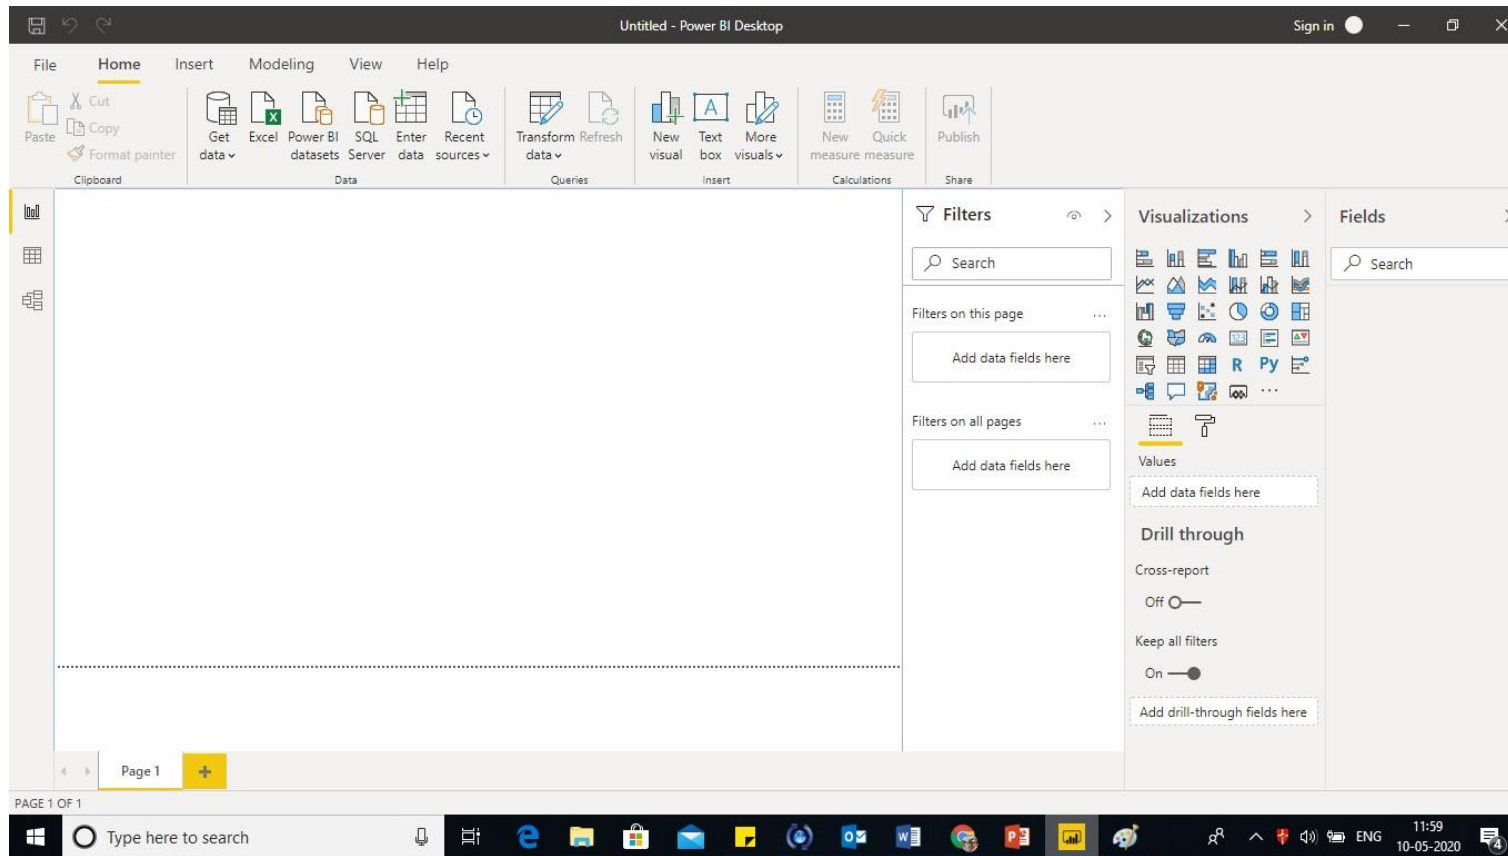 Untitled - Power BI Desktop
Sign in
File Home Insert Modeling View Help
Paste
Cut
Copy
Format painter
Clipboard
Get data
Excel
Power BI datasets
SQL Server
Enter data
Recent sources
Data
Transform data
Refresh
Queries
New visual
Text box
More visuals
Insert
New measure
Quick measure
Calculations
Publish
Share
Filters
Search
Filters on this page
Add data fields here
Filters on all pages
Add data fields here
Visualizations
123
R
Py
Values
Add data fields here
Drill through
Cross-report
Off
Keep all filters
On
Add drill-through fields here
Fields
Search
Page 1
PAGE 1 OF 1
Type here to search
ENG
11:59
10-05-2020
4